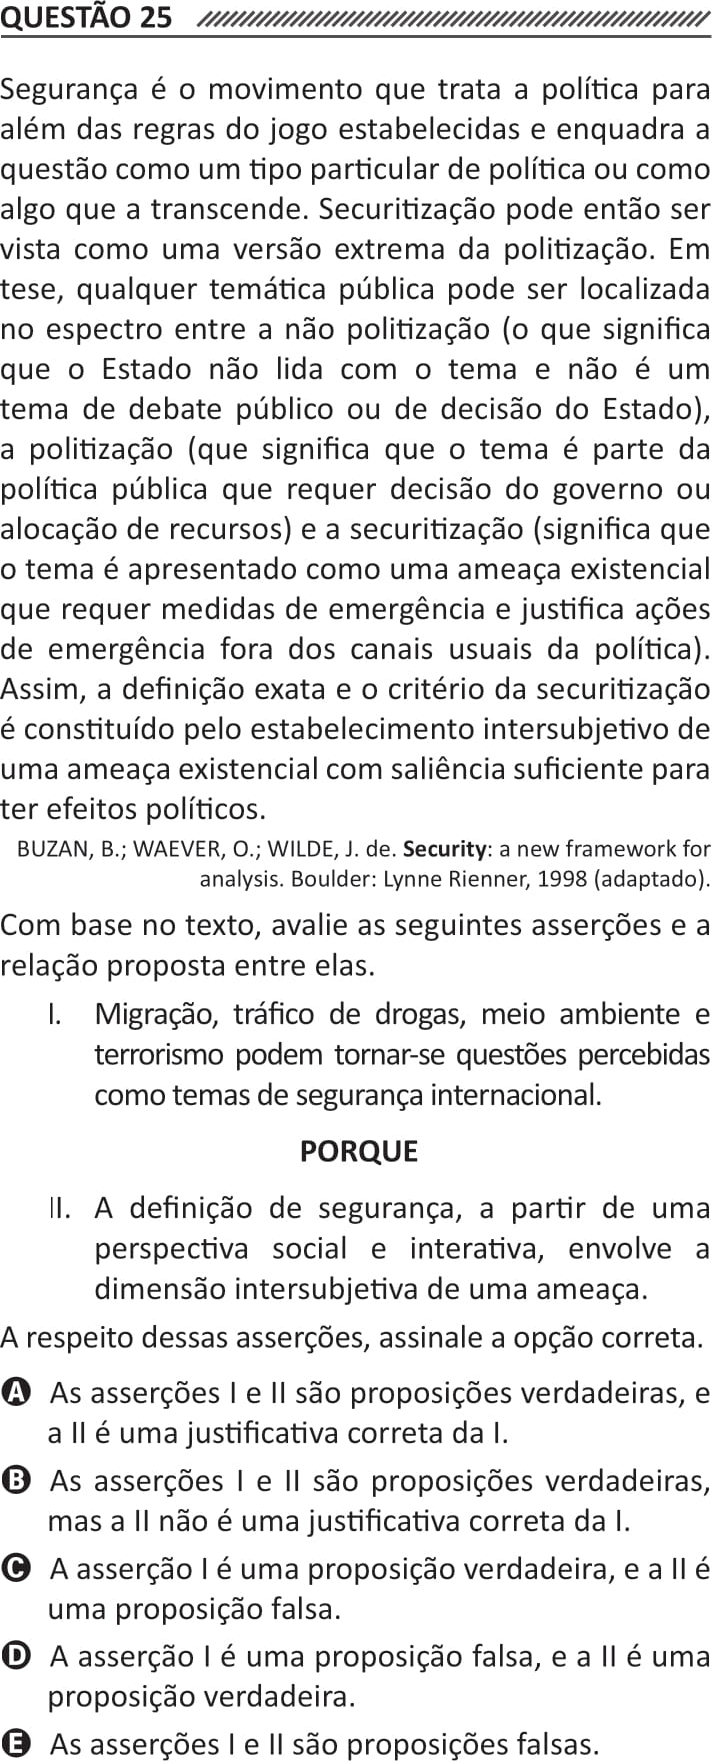 QUESTÃO 25
Segurança é o movimento que trata a política para
além das regras do jogo estabelecidas e enquadra a
questão como um tipo particular de política ou como
algo que a transcende. Securitização pode então ser
vista como uma versão extrema da politização. Em
tese, qualquer temática pública pode ser localizada
no espectro entre a não politização (o que significa
que o Estado não lida com o tema e não é um
tema de debate público ou de decisão do Estado),
a politização (que significa que o tema é parte da
política pública que requer decisão do governo ou
alocação de recursos) e a securitização (significa que
o tema é apresentado como uma ameaça existencial
que requer medidas de emergência e justifica ações
de emergência fora dos canais usuais da política).
Assim, a definição exata e o critério da securitização
é constituído pelo estabelecimento intersubjetivo de
uma ameaça existencial com saliência suficiente para
ter efeitos políticos.
BUZAN, B.; WAEVER, O.; WILDE, J. de. Security: a new framework for
analysis. Boulder: Lynne Rienner, 1998 (adaptado).
Com base no texto, avalie as seguintes asserções e a
relação proposta entre elas.
I. Migração, tráfico de drogas, meio ambiente e
terrorismo podem tornar-se questões percebidas
como temas de segurança internacional.
PORQUE
II. A definição de segurança, a partir de uma
perspectiva social e interativa, envolve a
dimensão intersubjetiva de uma ameaça.
A respeito dessas asserções, assinale a opção correta.
A As asserções I e II são proposições verdadeiras, e
a II é uma justificativa correta da I.
B As asserções I e II são proposições verdadeiras,
mas a II não é uma justificativa correta da I.
C A asserção I é uma proposição verdadeira, e a II é
uma proposição falsa.
D A asserção I é uma proposição falsa, e a II é uma
proposição verdadeira.
E As asserções I e II são proposições falsas.